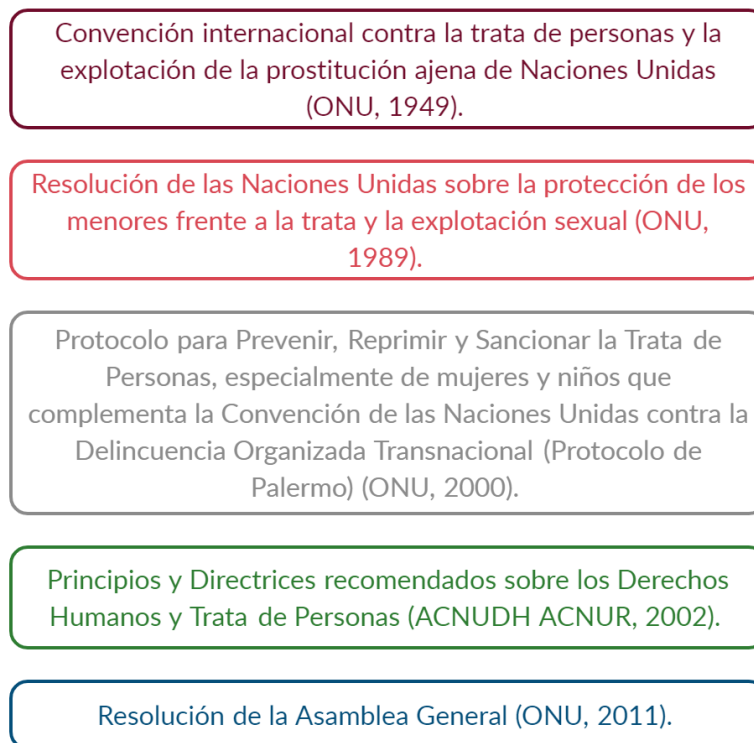 Convención internacional contra la trata de personas y la
explotación de la prostitución ajena de Naciones Unidas
(ONU, 1949).
Resolución de las Naciones Unidas sobre la protección de los
menores frente a la trata y la explotación sexual (ONU,
1989).
Protocolo para Prevenir, Reprimir y Sancionar la Trata de
Personas, especialmente de mujeres y niños que
complementa la Convención de las Naciones Unidas contra la
Delincuencia Organizada Transnacional (Protocolo de
Palermo) (ONU, 2000).
Principios y Directrices recomendados sobre los Derechos
Humanos y Trata de Personas (ACNUDH ACNUR, 2002).
Resolución de la Asamblea General (ONU, 2011).